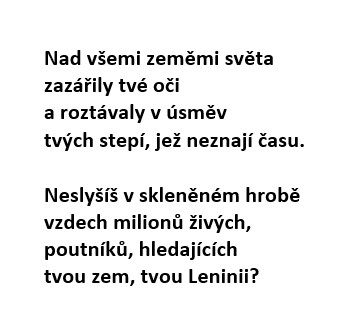 Nad všemi zeměmi světa
zazářily tvé oči
a roztávaly v úsměv
tvých stepí, jež neznají času.
Neslyšíš v skleněném hrobě
vzdech milionů živých,
poutníků, hledajících
tvou zem, tvou Leninii?